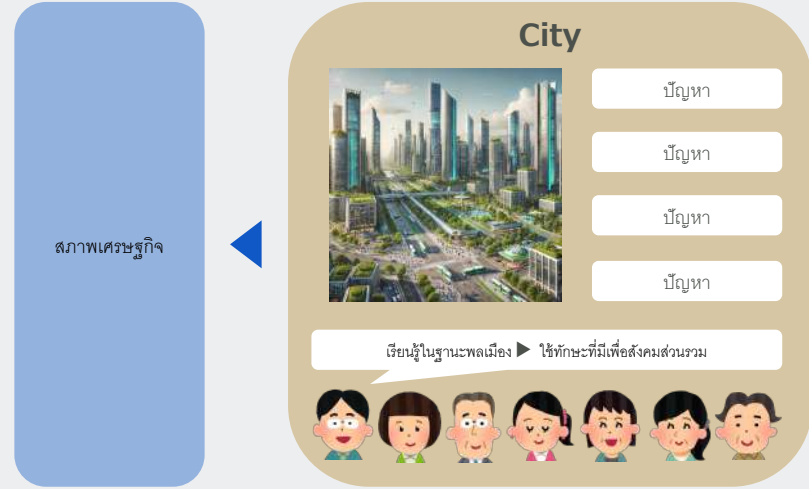 สภาพเศรษฐกิจ
City
ปัญหา
ปัญหา
ปัญหา
ปัญหา
เรียนรู้ในฐานะพลเมือง ▶ ใช้ทักษะที่มีเพื่อสังคมส่วนรวม